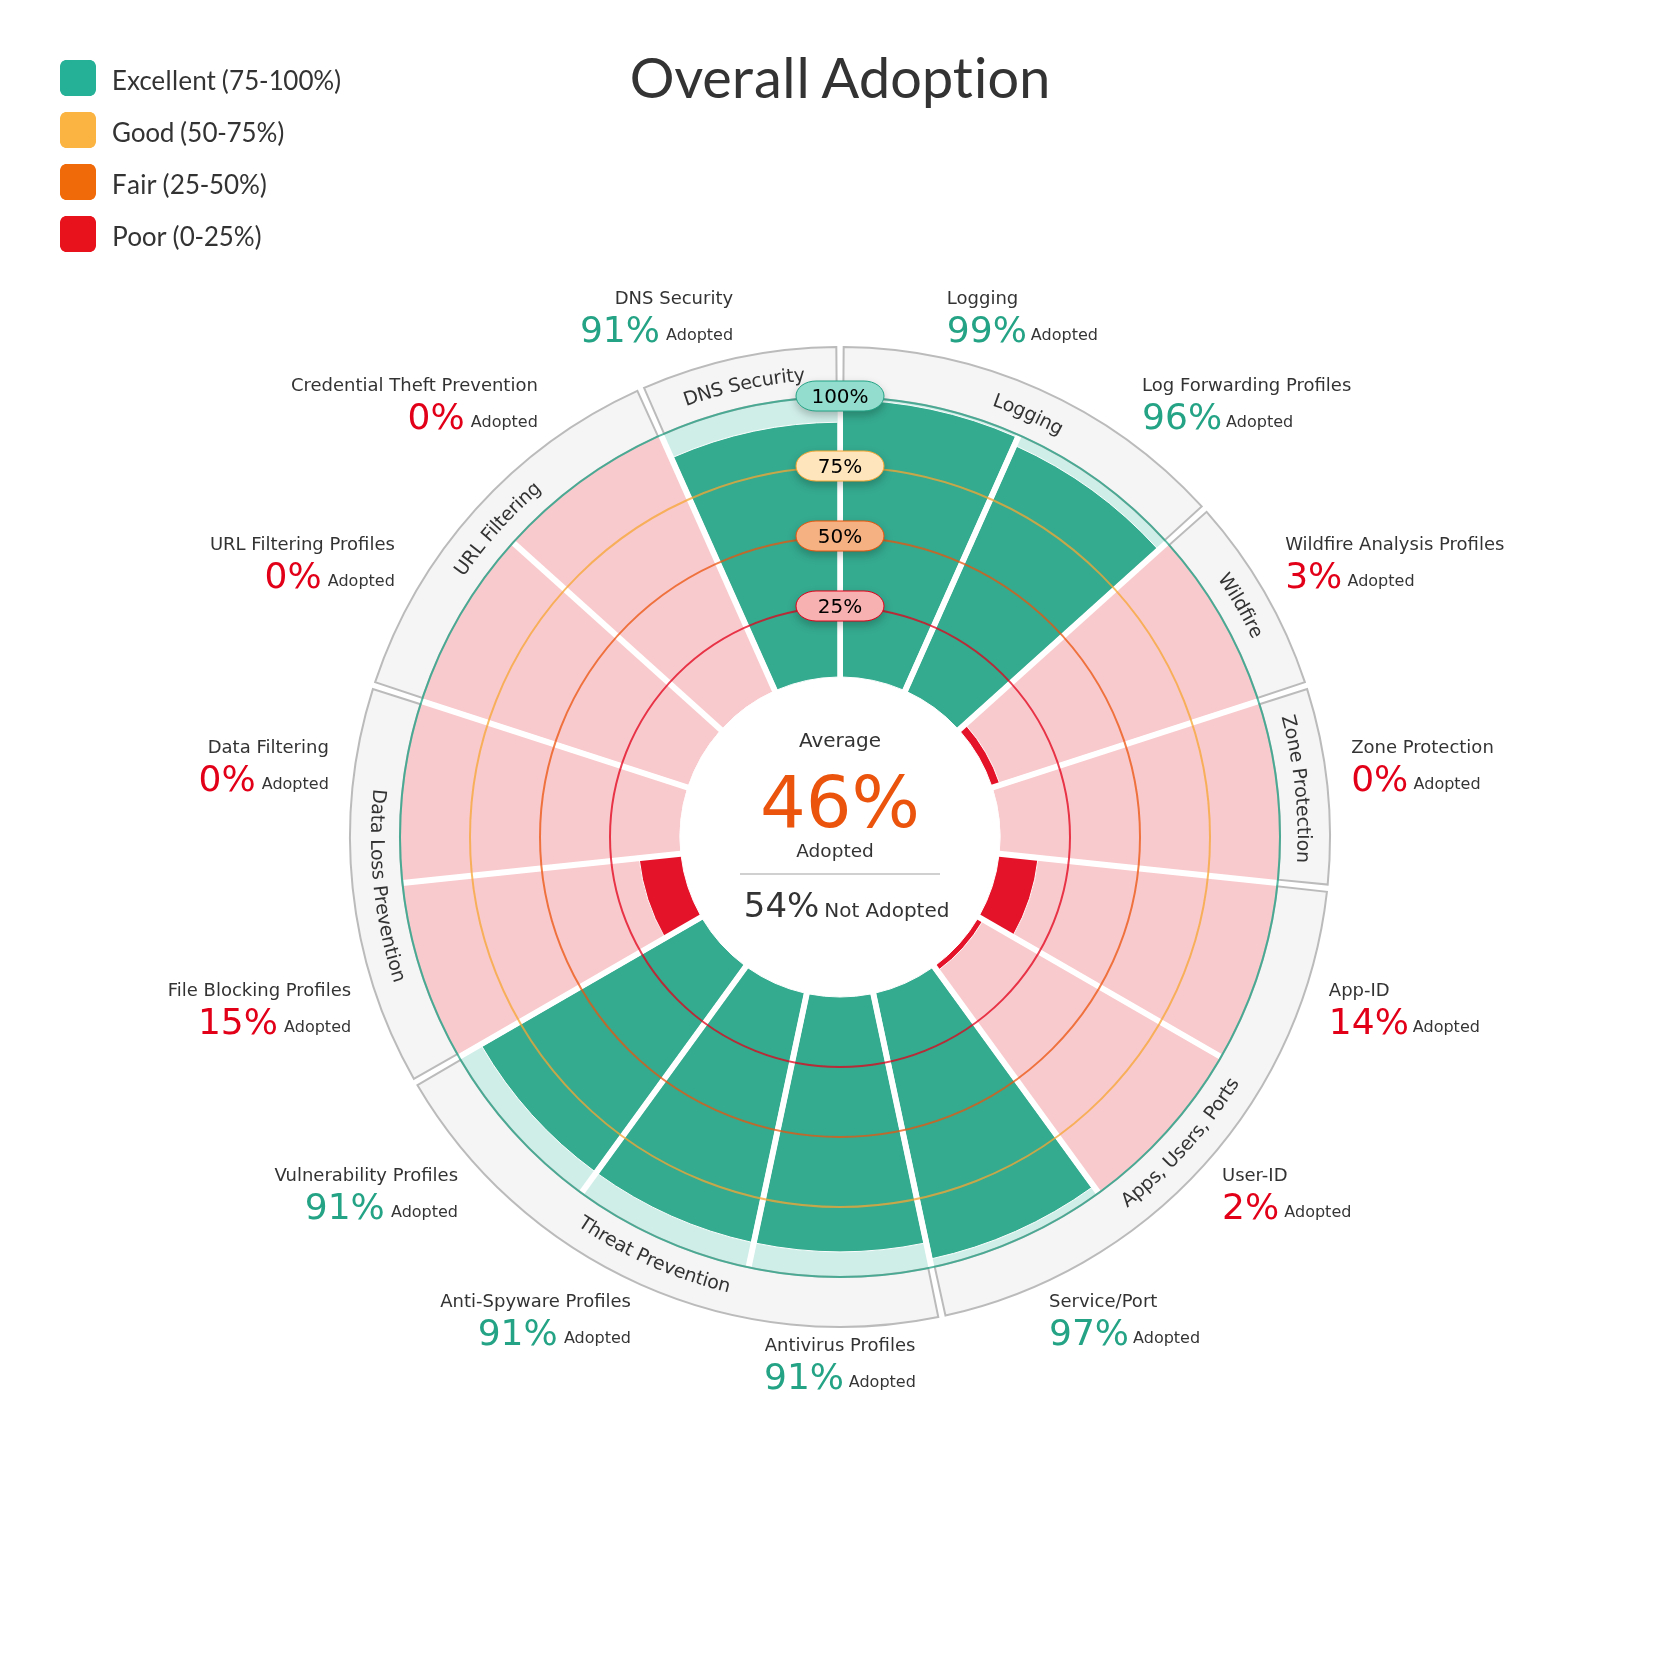 Overall Adoption
Excellent (75-100%)
Good (50-75%)
Fair (25-50%)
Poor (0-25%)
DNS Security
91% Adopted
Logging
99% Adopted
Credential Theft Prevention
0% Adopted
Log Forwarding Profiles
96% Adopted
URL Filtering Profiles
0% Adopted
Wildfire Analysis Profiles
3% Adopted
Data Filtering
0% Adopted
Zone Protection
0% Adopted
File Blocking Profiles
15% Adopted
App-ID
14% Adopted
Vulnerability Profiles
91% Adopted
User-ID
2% Adopted
Anti-Spyware Profiles
91% Adopted
Service/Port
97% Adopted
Antivirus Profiles
91% Adopted
DNS Security
Logging
Wildfire
Zone Protection
Apps, Users, Ports
Threat Prevention
Data Loss Prevention
URL Filtering
100%
75%
50%
25%
Average
46%
Adopted
54% Not Adopted